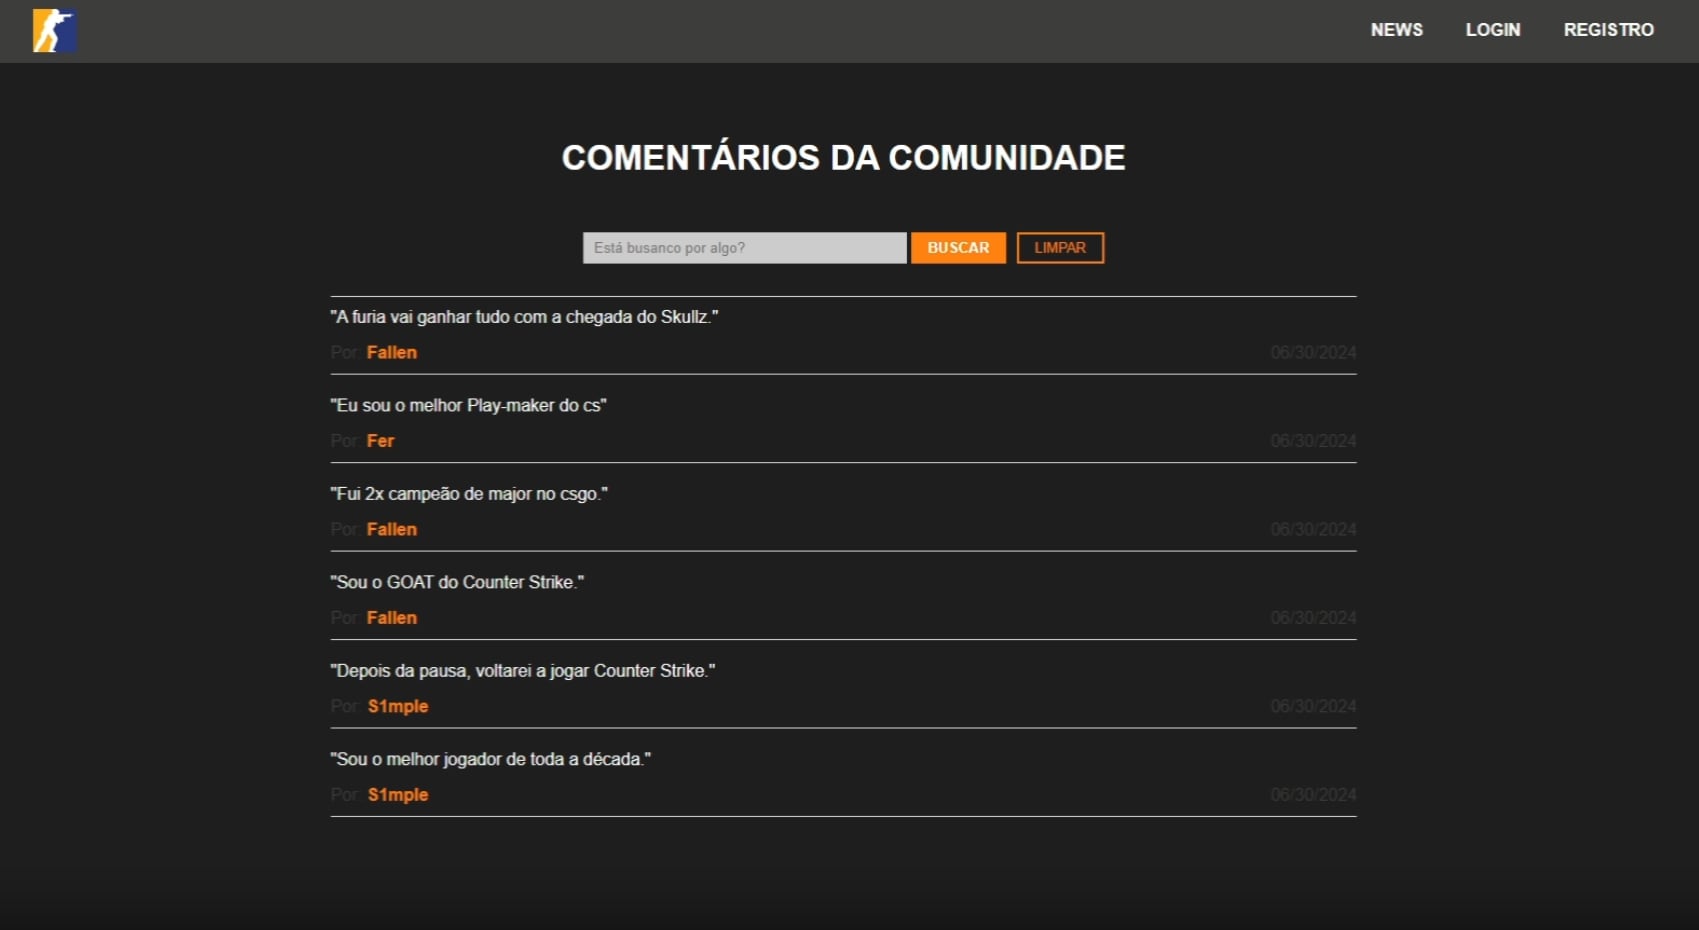 NEWS LOGIN REGISTRO
COMENTÁRIOS DA COMUNIDADE
Está busanco por algo? BUSCAR LIMPAR
"A furia vai ganhar tudo com a chegada do Skullz."
Por: Fallen 06/30/2024
"Eu sou o melhor Play-maker do cs"
Por: Fer 06/30/2024
"Fui 2x campeão de major no csgo."
Por: Fallen 06/30/2024
"Sou o GOAT do Counter Strike."
Por: Fallen 06/30/2024
"Depois da pausa, voltarei a jogar Counter Strike."
Por: S1mple 06/30/2024
"Sou o melhor jogador de toda a década."
Por: S1mple 06/30/2024